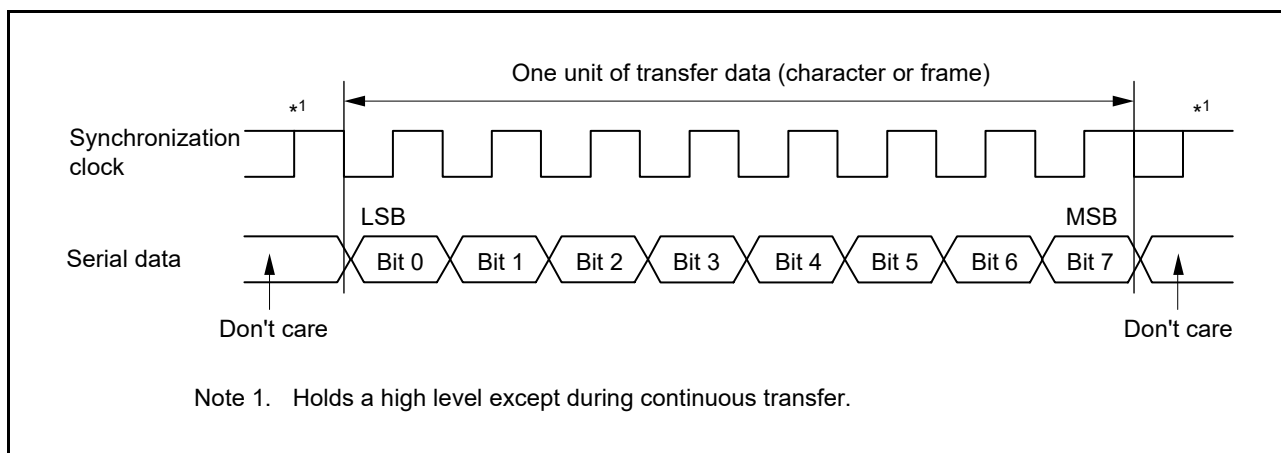 One unit of transfer data (character or frame)
*1 *1
Synchronization
clock
LSB MSB
Serial data Bit 0 Bit 1 Bit 2 Bit 3 Bit 4 Bit 5 Bit 6 Bit 7
Don't care Don't care
Note 1. Holds a high level except during continuous transfer.